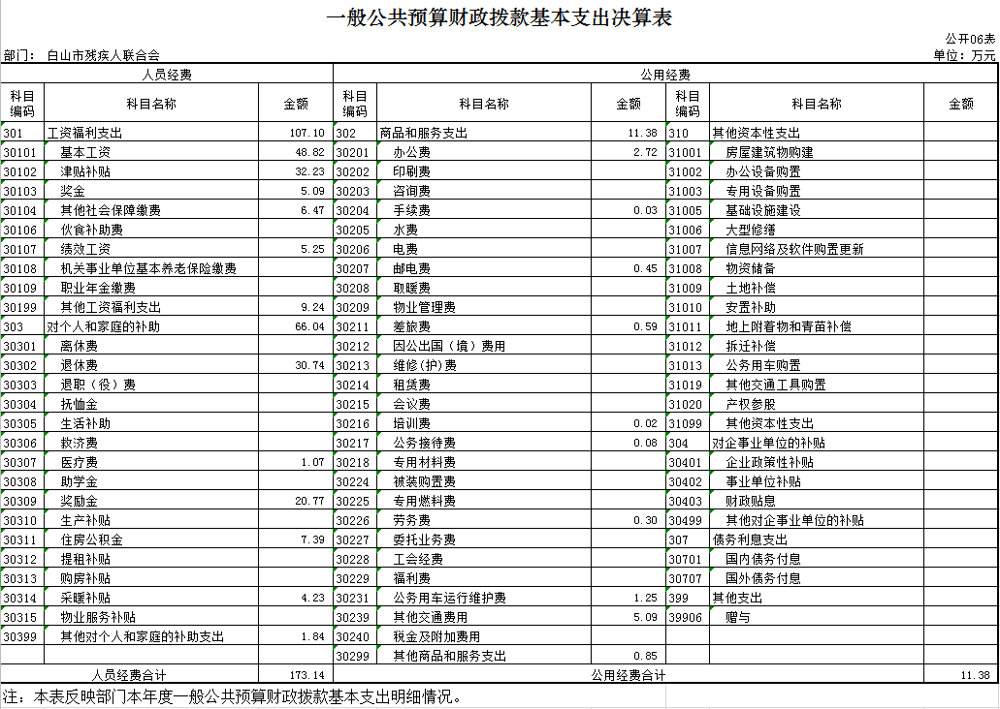 一般公共预算财政拨款基本支出决算表
公开06表
部门： 白山市残疾人联合会 单位：万元
人员经费 公用经费
科目编码 科目名称 金额 科目编码 科目名称 金额 科目编码 科目名称 金额
301 工资福利支出 107.10 302 商品和服务支出 11.38 310 其他资本性支出
30101 基本工资 48.82 30201 办公费 2.72 31001 房屋建筑物购建
30102 津贴补贴 32.23 30202 印刷费 31002 办公设备购置
30103 奖金 5.09 30203 咨询费 31003 专用设备购置
30104 其他社会保障缴费 6.47 30204 手续费 0.03 31005 基础设施建设
30106 伙食补助费 30205 水费 31006 大型修缮
30107 绩效工资 5.25 30206 电费 31007 信息网络及软件购置更新
30108 机关事业单位基本养老保险缴费 30207 邮电费 0.45 31008 物资储备
30109 职业年金缴费 30208 取暖费 31009 土地补偿
30199 其他工资福利支出 9.24 30209 物业管理费 31010 安置补助
303 对个人和家庭的补助 66.04 30211 差旅费 0.59 31011 地上附着物和青苗补偿
30301 离休费 30212 因公出国（境）费用 31012 拆迁补偿
30302 退休费 30.74 30213 维修(护)费 31013 公务用车购置
30303 退职（役）费 30214 租赁费 31019 其他交通工具购置
30304 抚恤金 30215 会议费 31020 产权参股
30305 生活补助 30216 培训费 0.02 31099 其他资本性支出
30306 救济费 30217 公务接待费 0.08 304 对企事业单位的补贴
30307 医疗费 1.07 30218 专用材料费 30401 企业政策性补贴
30308 助学金 30224 被装购置费 30402 事业单位补贴
30309 奖励金 20.77 30225 专用燃料费 30403 财政贴息
30310 生产补贴 30226 劳务费 0.30 30499 其他对企事业单位的补贴
30311 住房公积金 7.39 30227 委托业务费 307 债务利息支出
30312 提租补贴 30228 工会经费 30701 国内债务付息
30313 购房补贴 30229 福利费 30707 国外债务付息
30314 采暖补贴 4.23 30231 公务用车运行维护费 1.25 399 其他支出
30315 物业服务补贴 30239 其他交通费用 5.09 39906 赠与
30399 其他对个人和家庭的补助支出 1.84 30240 税金及附加费用
30299 其他商品和服务支出 0.85
人员经费合计 173.14 公用经费合计 11.38
注：本表反映部门本年度一般公共预算财政拨款基本支出明细情况。